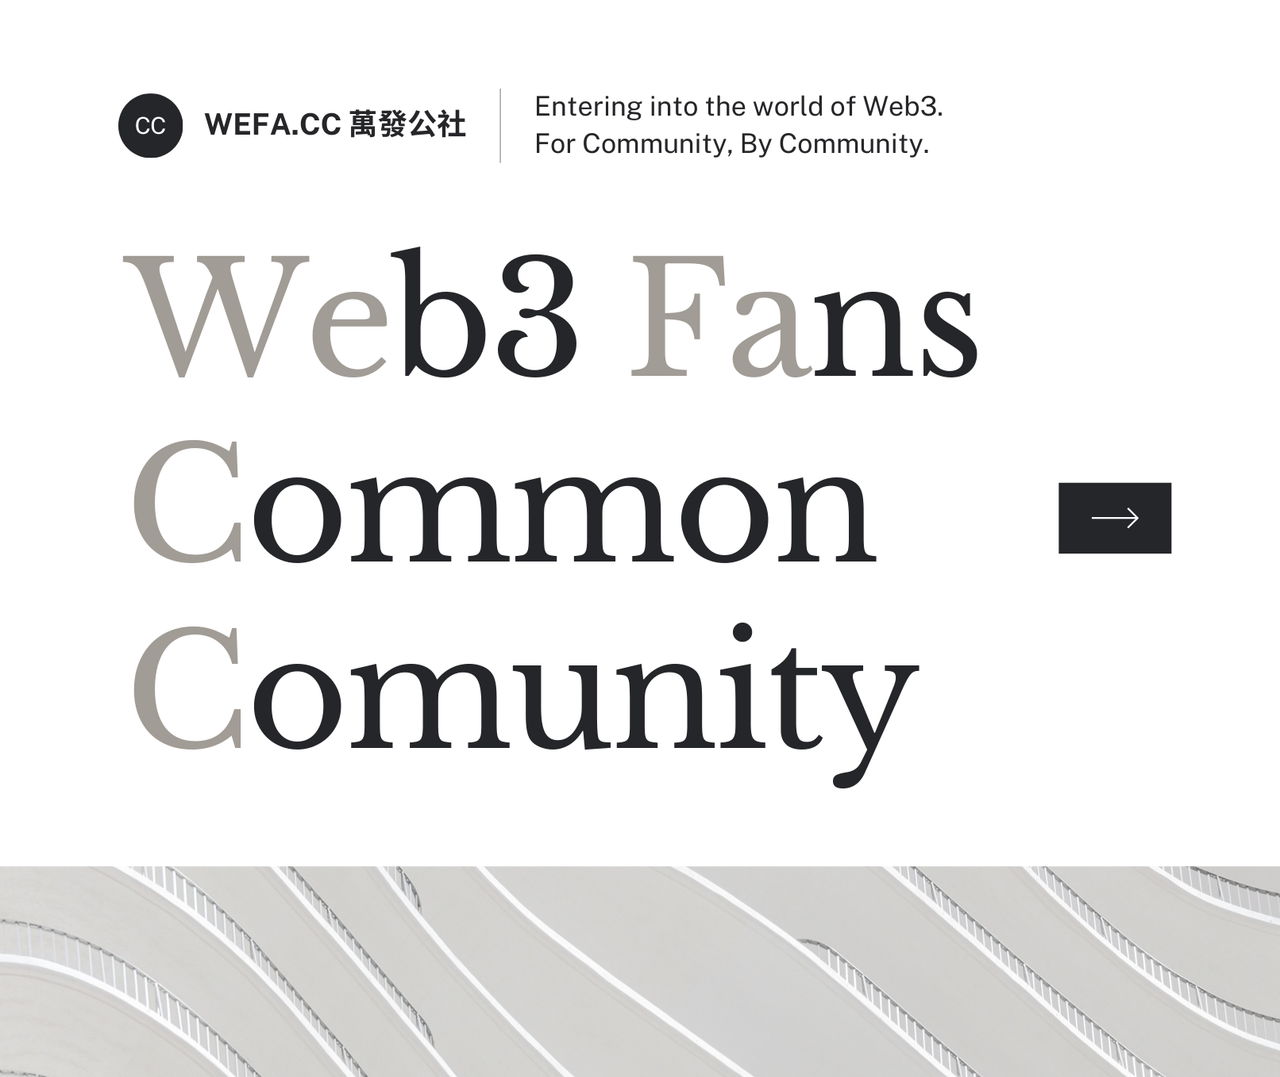 CC
WEFA.CC 萬發公社
Entering into the world of Web3.
For Community, By Community.
Web3 Fans
Common
Comunity